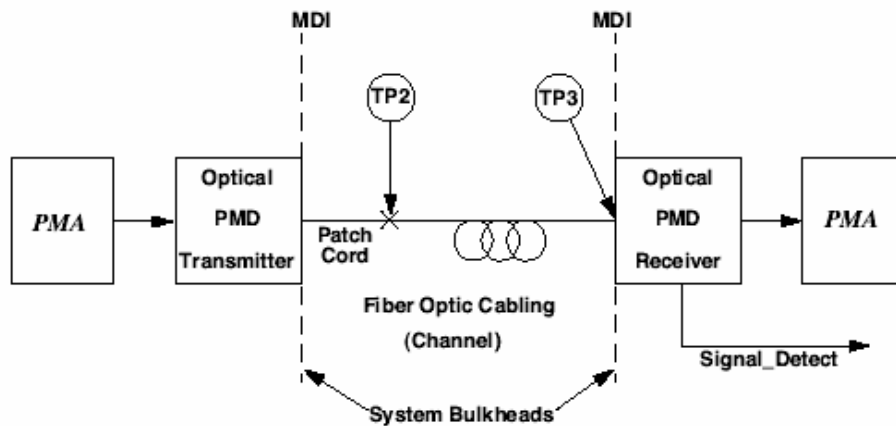 MDI
MDI
TP2
TP3
PMA
Optical
PMD
Transmitter
Patch
Cord
Optical
PMD
Receiver
PMA
Fiber Optic Cabling
(Channel)
Signal_Detect
System Bulkheads